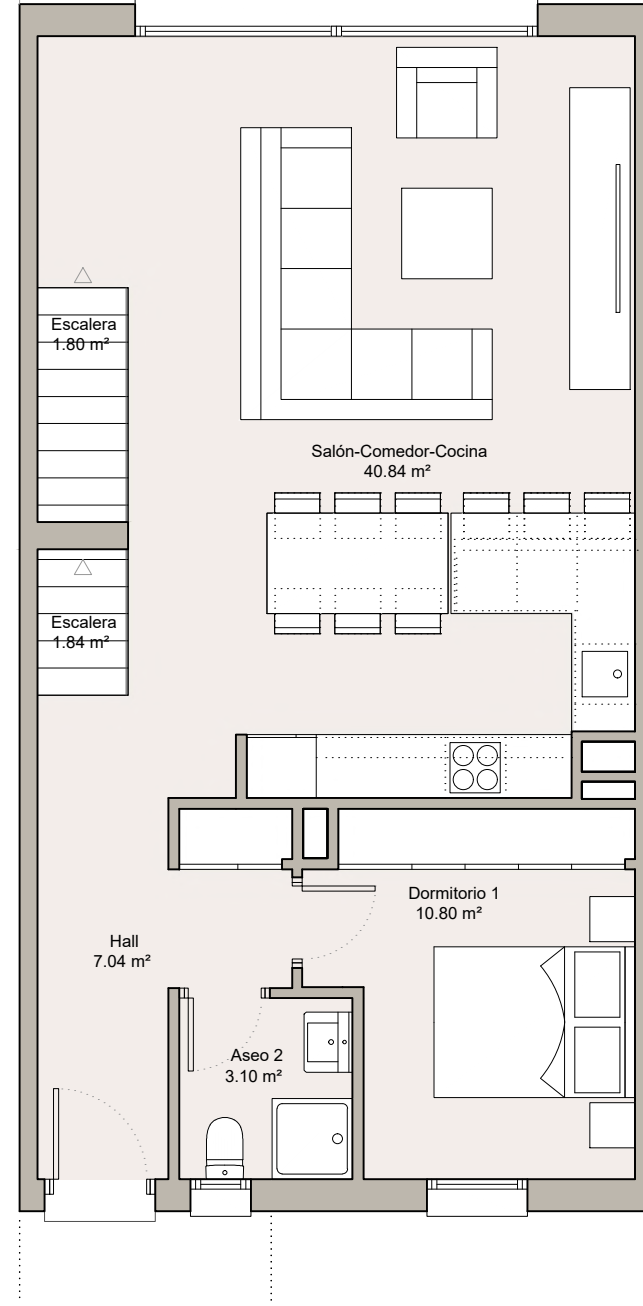 Escalera
1.80 m²
Salón-Comedor-Cocina
40.84 m²
Escalera
1.84 m²
Dormitorio 1
10.80 m²
Hall
7.04 m²
Aseo 2
3.10 m²